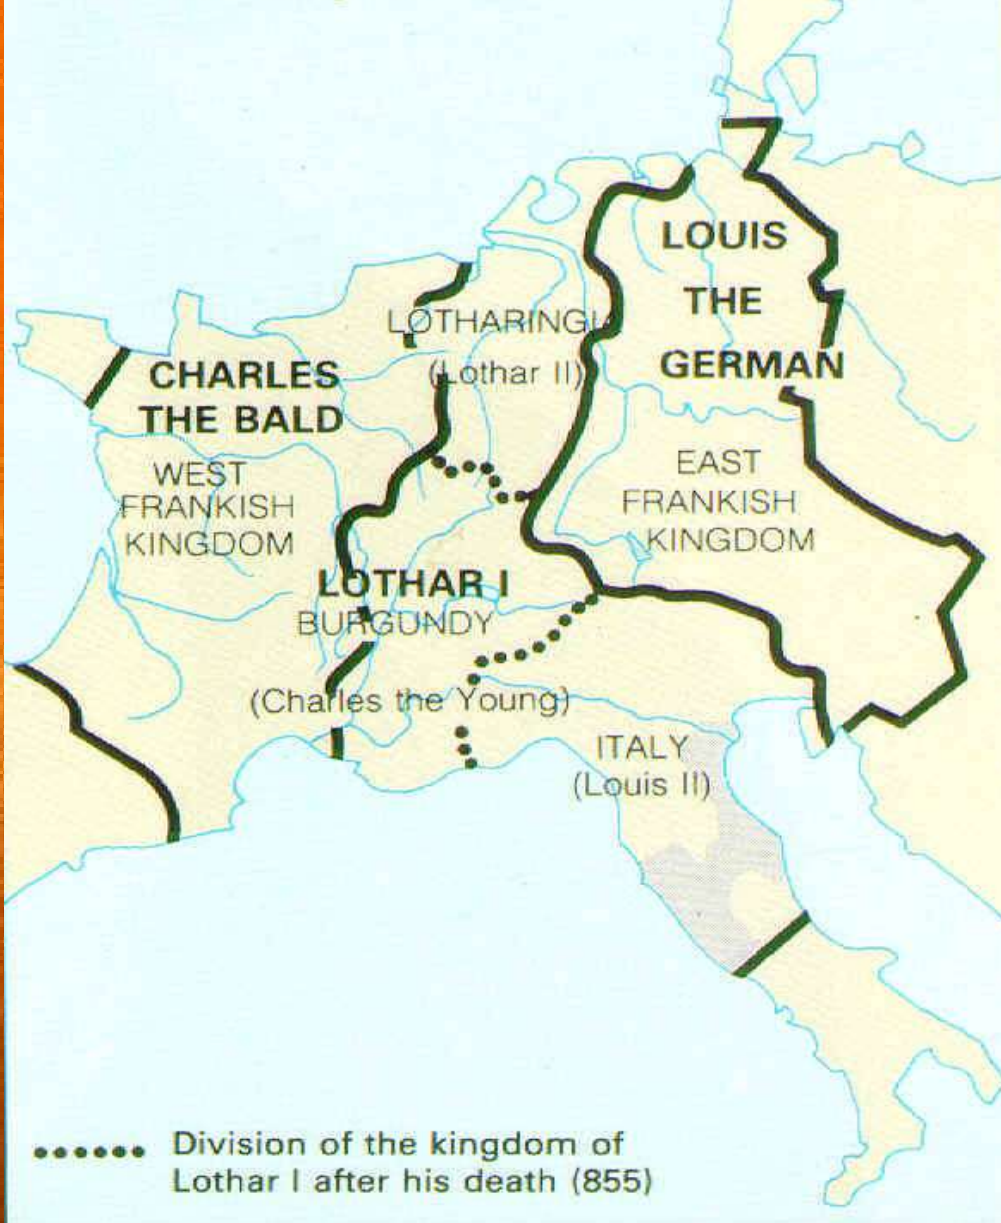 LOUIS
THE
GERMAN
LOTHARINGI
(Lothar II)
CHARLES
THE BALD
WEST
FRANKISH
KINGDOM
EAST
FRANKISH
KINGDOM
LOTHAR I
BURGUNDY
(Charles the Young)
ITALY
(Louis II)
Division of the kingdom of
Lothar I after his death (855)